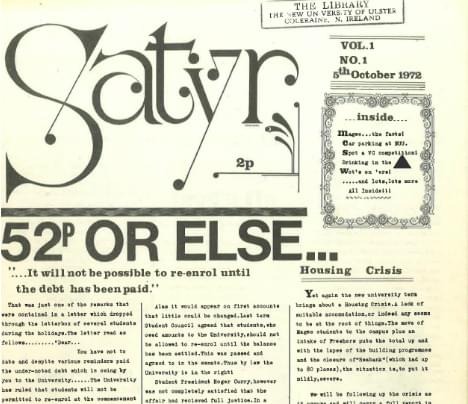 THE LIBRARY
THE NEW UNIVERSITY OF ULSTER
COLERAINE, N. IRELAND
Satyr
2p
VOL.1
NO.1
5th October 1972
....inside....
Mages...the facts!
Car parking at NUU.
Spot a VC competition!
Drinking in the
Wot's on 'ere!
.....and lots,lots more
All Inside!!!
52P OR ELSE...
"....It will not be possible to re-enrol until
the debt has been paid."
That was just one of the remarks that
were contained in a letter which dropped
through the letterbox of several students
during the holidays.The letter read as
follows.........."Dear...
You have not to
date and despite various reminders paid
the under-noted debt which is owing by
you to the University......The University
has ruled that students will not be
permitted to re-enrol at the commencement
Alas it would appear on first accounts
that little could be changed.Last term
Student Council agreed that students,who
owed amounts to the University,should not
be allowed to re-enrol until the balance
has been settled.This was passed and
agreed to in the senate.Thus by law the
University is in the right!
Student President Roger Curry,however
was not completely satisfied that the
affair had recieved full justice.In a
Housing Crisis
Yet again the new university term
brings about a Housing Crisis.A lack of
suitable accomodation,or indeed any seems
to be at the root of things.The move of
Magee students to the campus plus an
intake of Freshers puts the total up and
with the lapse of the building programmes
and the closure of (which had up
to 80 places),the situation is,to put it
mildly,severe.
We will be following up the crisis as
it occurs and will done a full report in